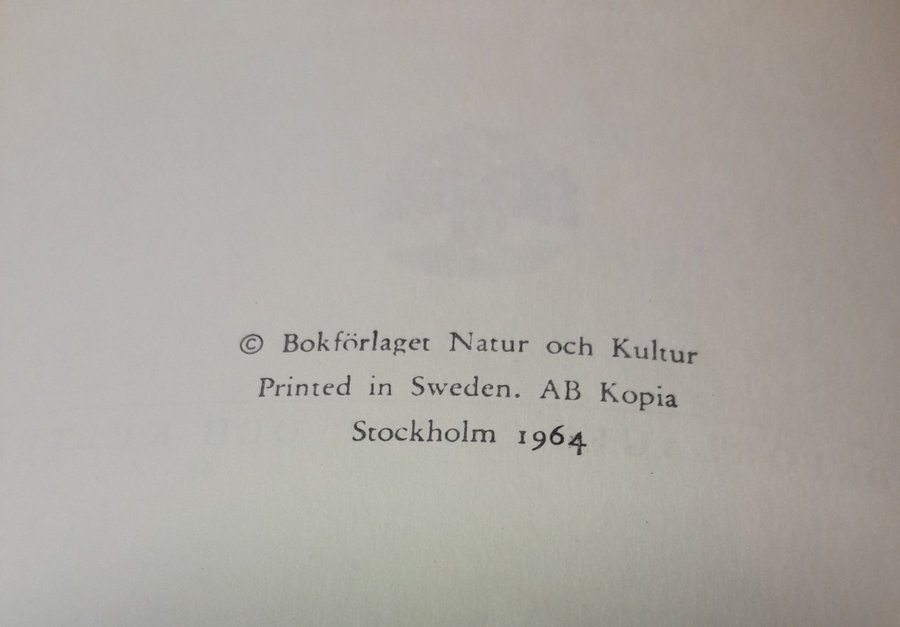 © Bokförlaget Natur och Kultur
Printed in Sweden. AB Kopia
Stockholm 1964